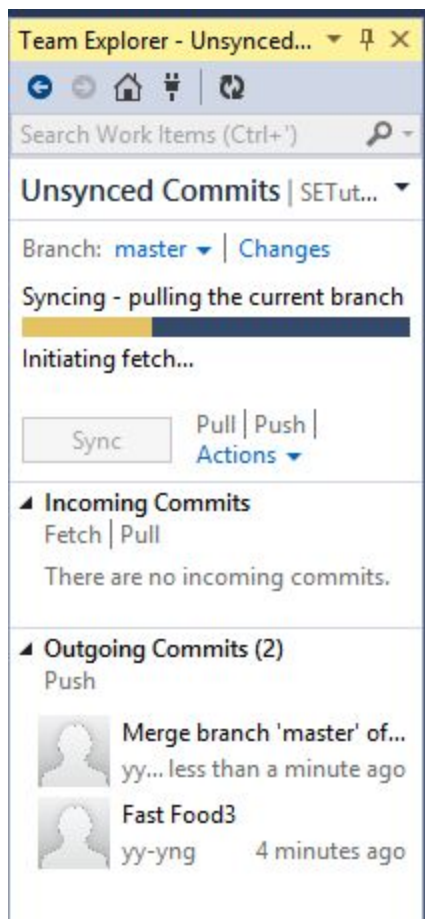 Team Explorer - Unsynced...
Search Work Items (Ctrl+')
Unsynced Commits | SETut...
Branch: master | Changes
Syncing - pulling the current branch
Initiating fetch...
Sync
Pull | Push |
Actions
Incoming Commits
Fetch | Pull
There are no incoming commits.
Outgoing Commits (2)
Push
Merge branch 'master' of...
yy... less than a minute ago
Fast Food3
yy-yng 4 minutes ago